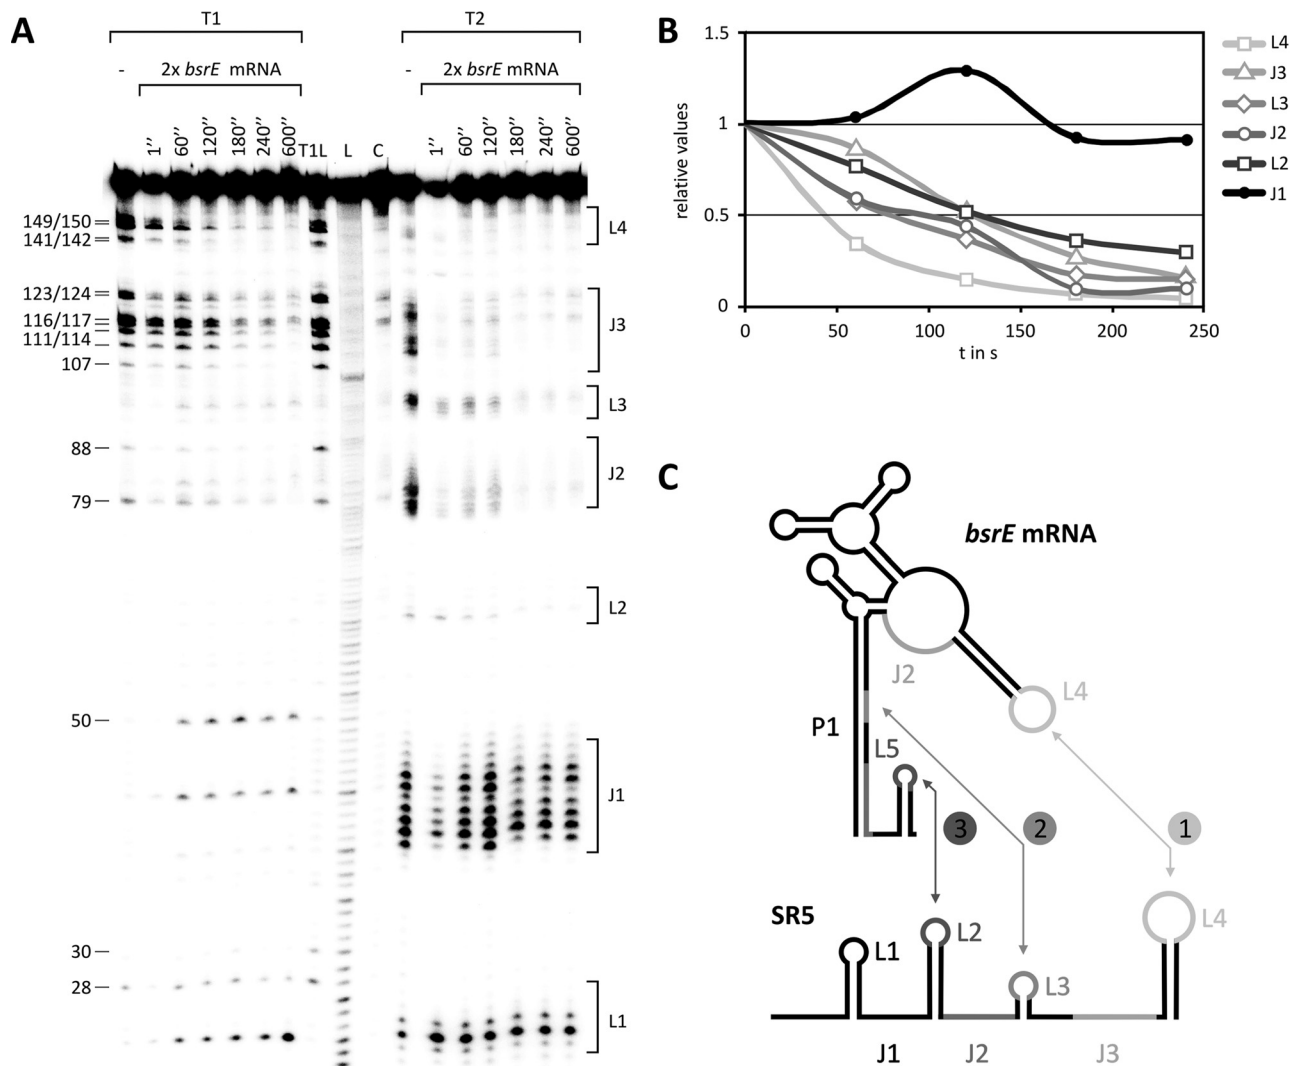 A
T1
T2
-
2x bsrE mRNA
-
2x bsrE mRNA
1′′
60′′
120′′
180′′
240′′
600′′
T1L
L
C
1′′
60′′
120′′
180′′
240′′
600′′
149/150
141/142
123/124
116/117
111/114
107
88
79
50
30
28
L4
J3
L3
J2
L2
J1
L1
B
relative values
1.5
1
0.5
0
0
50
100
150
200
250
t in s
L4
J3
L3
J2
L2
J1
C
bsrE mRNA
J2
L4
P1
L5
3
2
1
SR5
L1
L2
L3
L4
J1
J2
J3